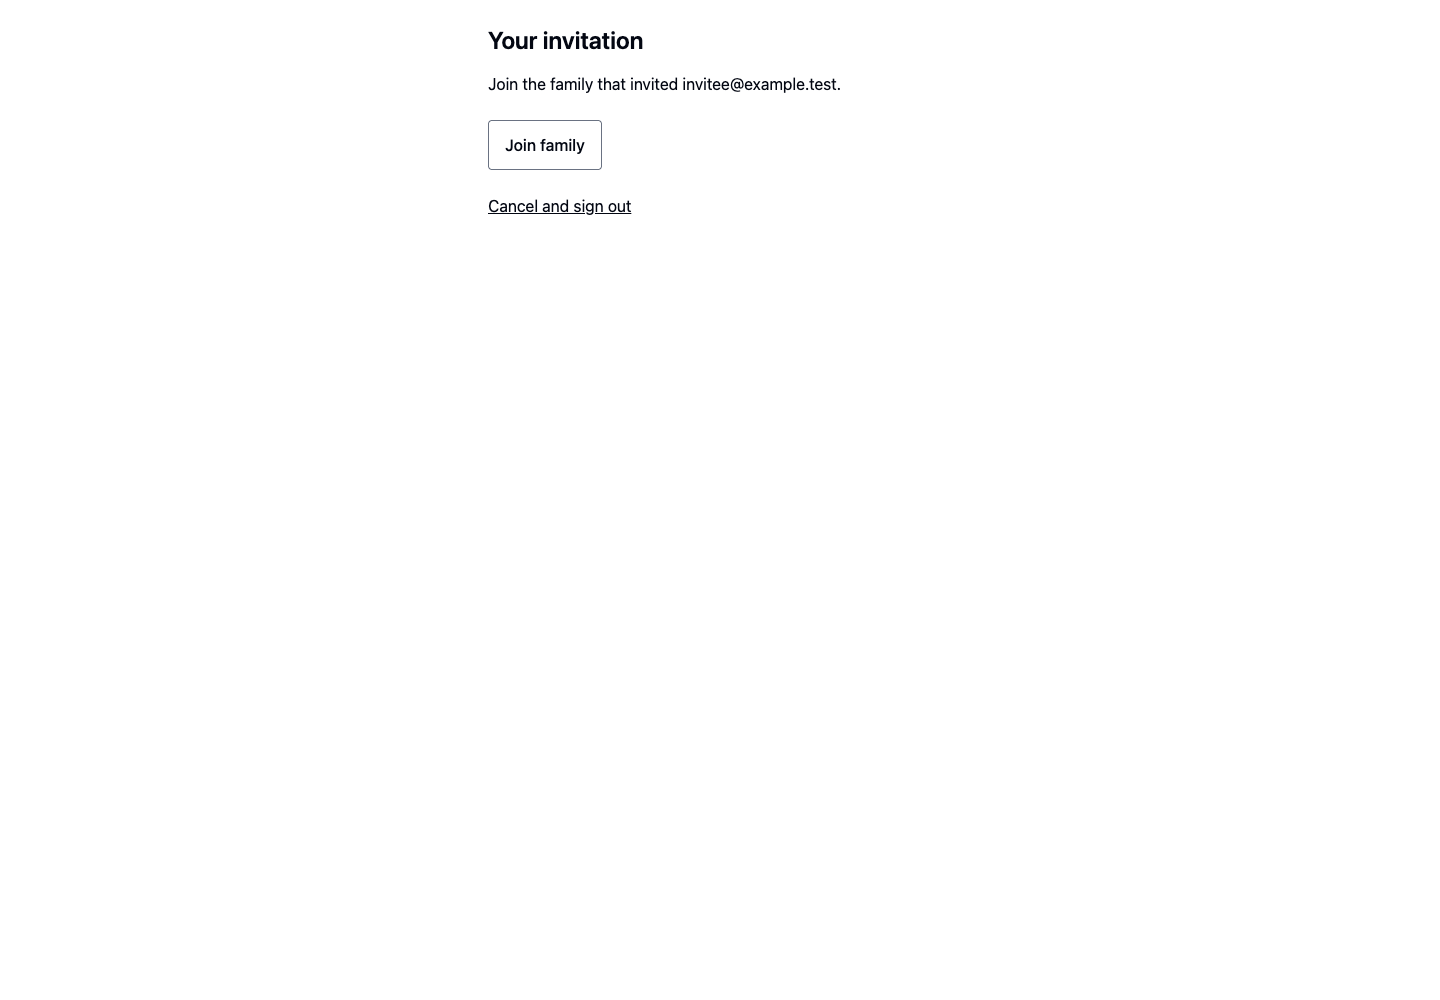 Your invitation
Join the family that invited invitee@example.test.
Join family
Cancel and sign out